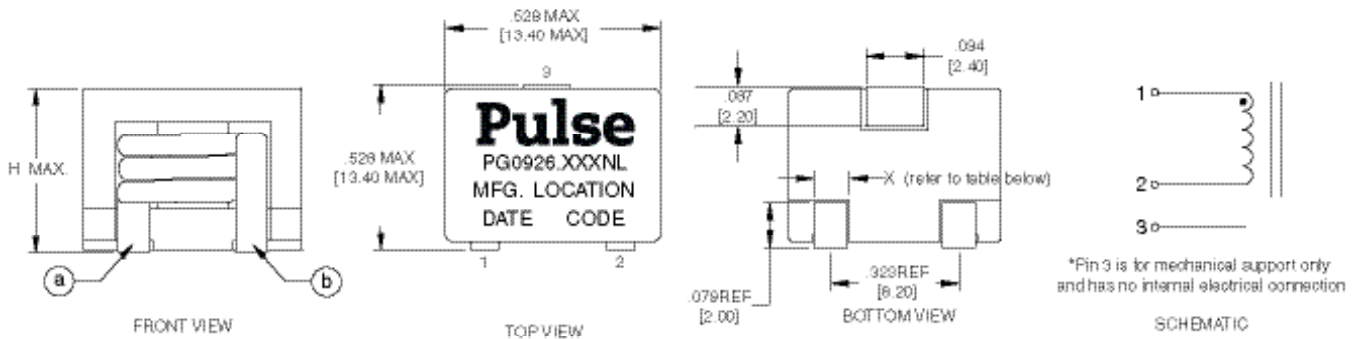 H MAX.
a
b
FRONT VIEW
.528 MAX
[13.40 MAX]
3
.528 MAX
[13.40 MAX]
Pulse
PG0926.XXXNL
MFG. LOCATION
DATE CODE
1
2
TOP VIEW
.094
[2.40]
.087
[2.20]
X (refer to table below)
.079REF
[2.00]
.323REF
[8.20]
BOTTOM VIEW
1
2
3
*Pin 3 is for mechanical support only
and has no internal electrical connection
SCHEMATIC